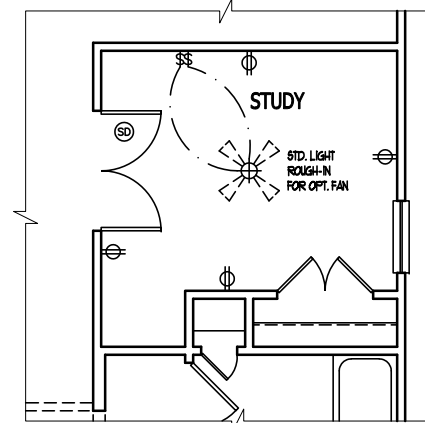 $$
STUDY
SD
STD. LIGHT
ROUGH-IN
FOR OPT. FAN